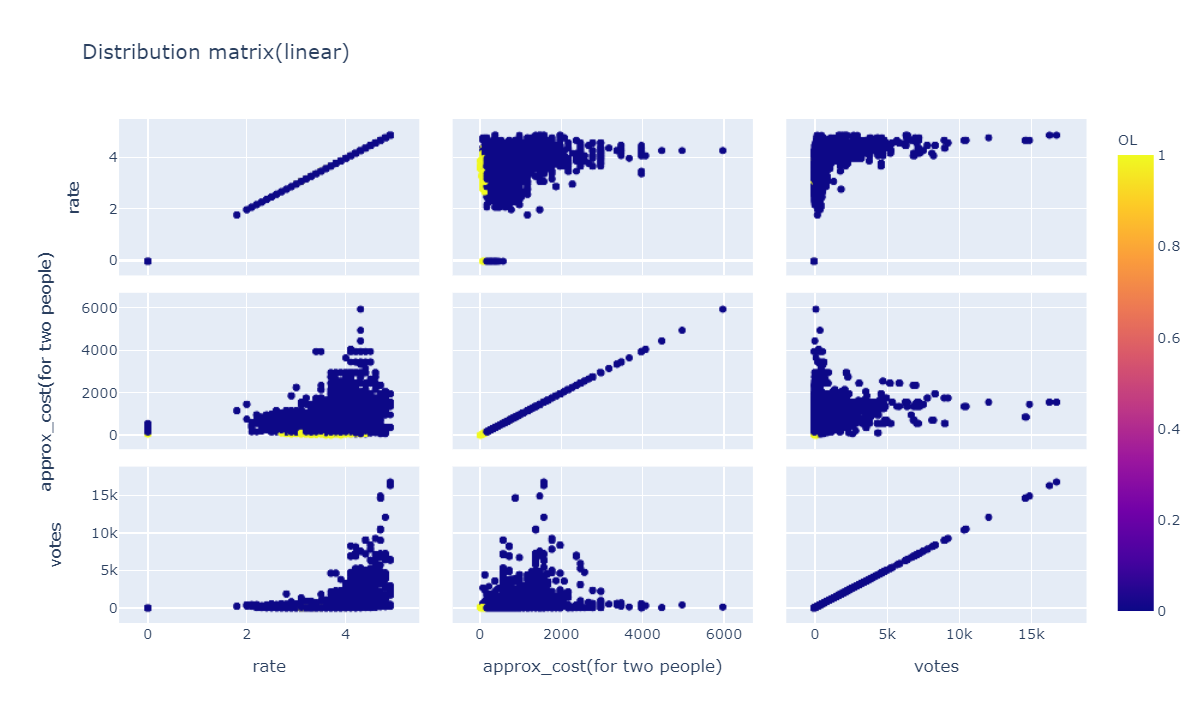 Distribution matrix(linear)
OL
1
0.8
0.6
0.4
0.2
0
rate
4
2
0
approx_cost(for two people)
6000
4000
2000
0
votes
15k
10k
5k
0
0
2
4
0
2000
4000
6000
0
5k
10k
15k
rate
approx_cost(for two people)
votes